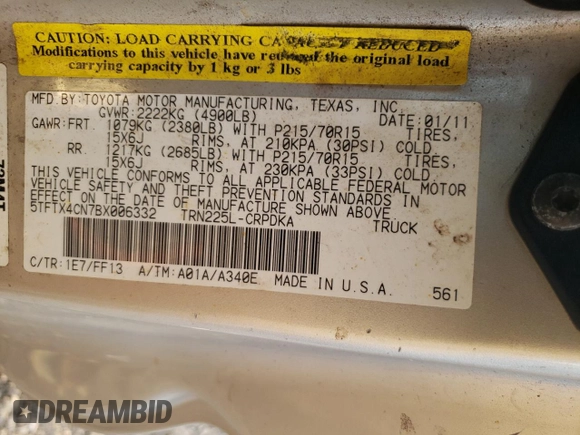 CAUTION: LOAD CARRYING CAPACITY REDUCED
Modifications to this vehicle have reduced the original load
carrying capacity by 1 kg or 3 lbs
MFD.BY:TOYOTA MOTOR MANUFACTURING, TEXAS, INC.
GVWR:2222KG (4900LB) 01/11
GAWR:FRT 1079KG (2380LB) WITH P215/70R15 TIRES,
15X6J RIMS, AT 210KPA (30PSI) COLD
RR 1217KG (2685LB) WITH P215/70R15 TIRES,
15X6J RIMS, AT 230KPA (33PSI) COLD
THIS VEHICLE CONFORMS TO ALL APPLICABLE FEDERAL MOTOR
VEHICLE SAFETY AND THEFT PREVENTION STANDARDS IN
EFFECT ON THE DATE OF MANUFACTURE SHOWN ABOVE.
5TFTX4CN7BX006332 TRN225L-CRPDKA TRUCK
C/TR:1E7/FF13 A/TM:A01A/A340E MADE IN U.S.A. 561
DREAMBID